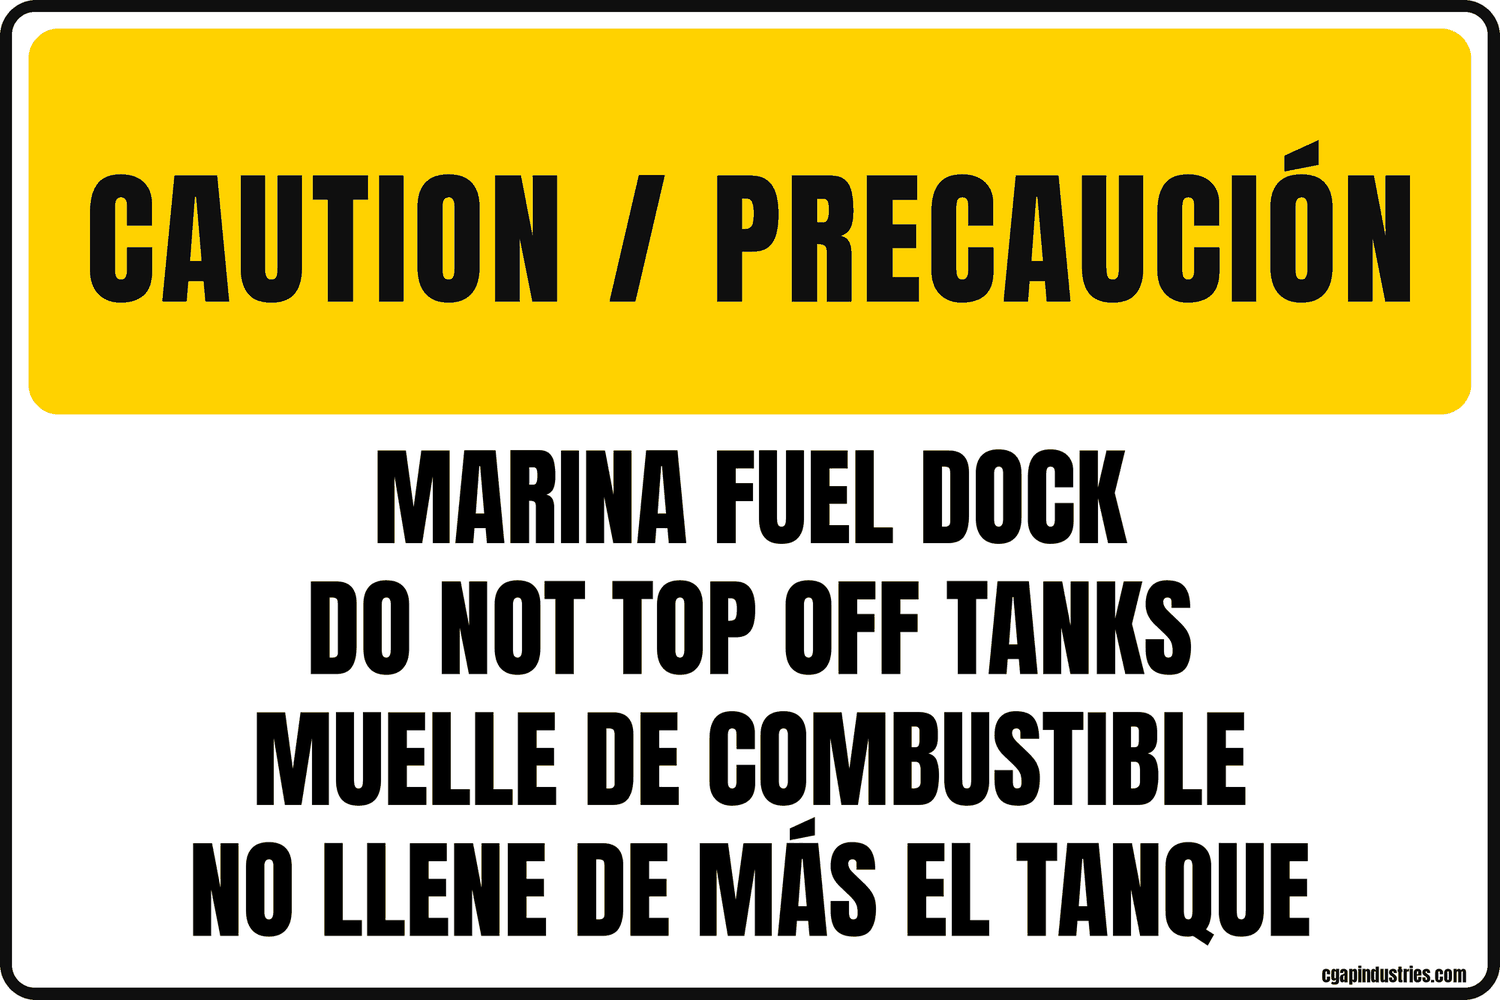 CAUTION / PRECAUCIÓN
MARINA FUEL DOCK
DO NOT TOP OFF TANKS
MUELLE DE COMBUSTIBLE
NO LLENE DE MÁS EL TANQUE
cgapindustries.com